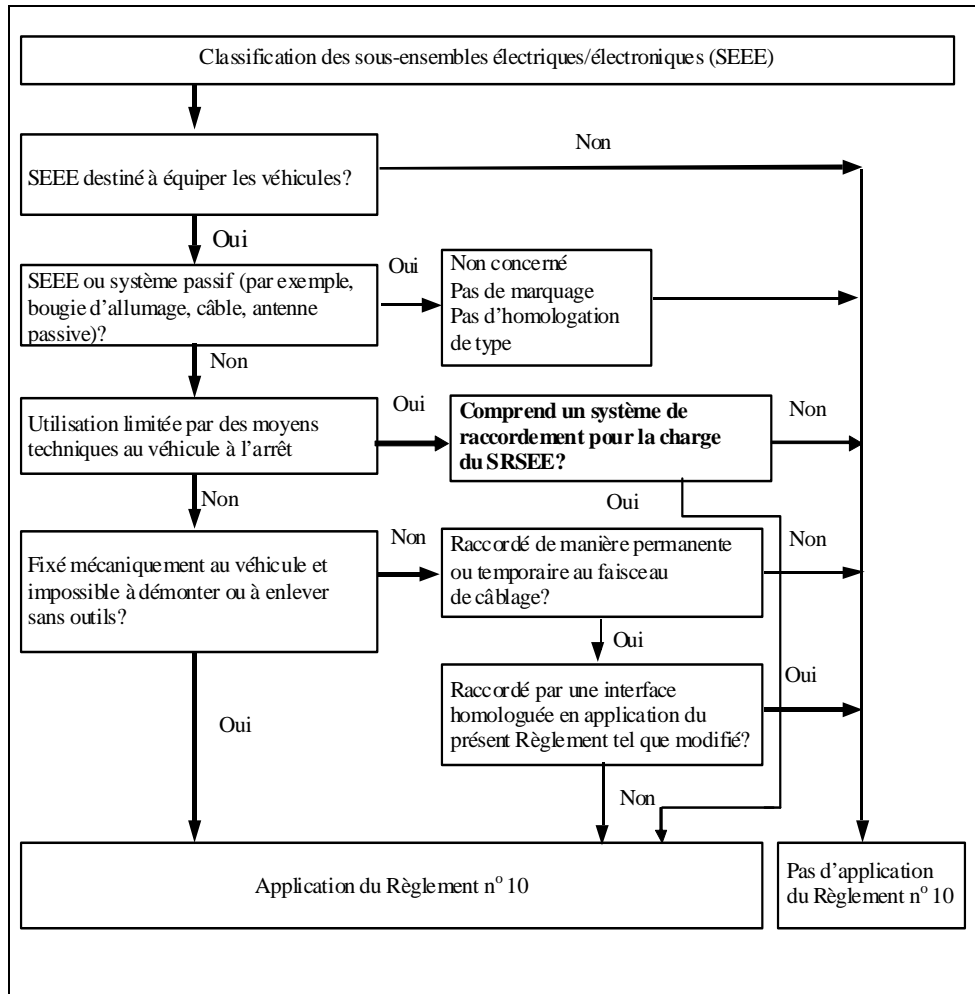 Classification des sous-ensembles électriques/électroniques (SEEE)
Non
SEEE destiné à équiper les véhicules?
Oui
SEEE ou système passif (par exemple,
bougie d'allumage, câble, antenne
passive)?
Oui
Non concerné
Pas de marquage
Pas d'homologation
de type
Non
Utilisation limitée par des moyens
techniques au véhicule à l'arrêt
Oui
Comprend un système de
raccordement pour la charge
du SRSEE?
Non
Oui
Non
Fixé mécaniquement au véhicule et
impossible à démonter ou à enlever
sans outils?
Non
Raccordé de manière permanente
ou temporaire au faisceau
de câblage?
Non
Oui
Raccordé par une interface
homologuée en application du
présent Règlement tel que modifié?
Oui
Oui
Non
Application du Règlement nº 10
Pas d'application
du Règlement nº 10